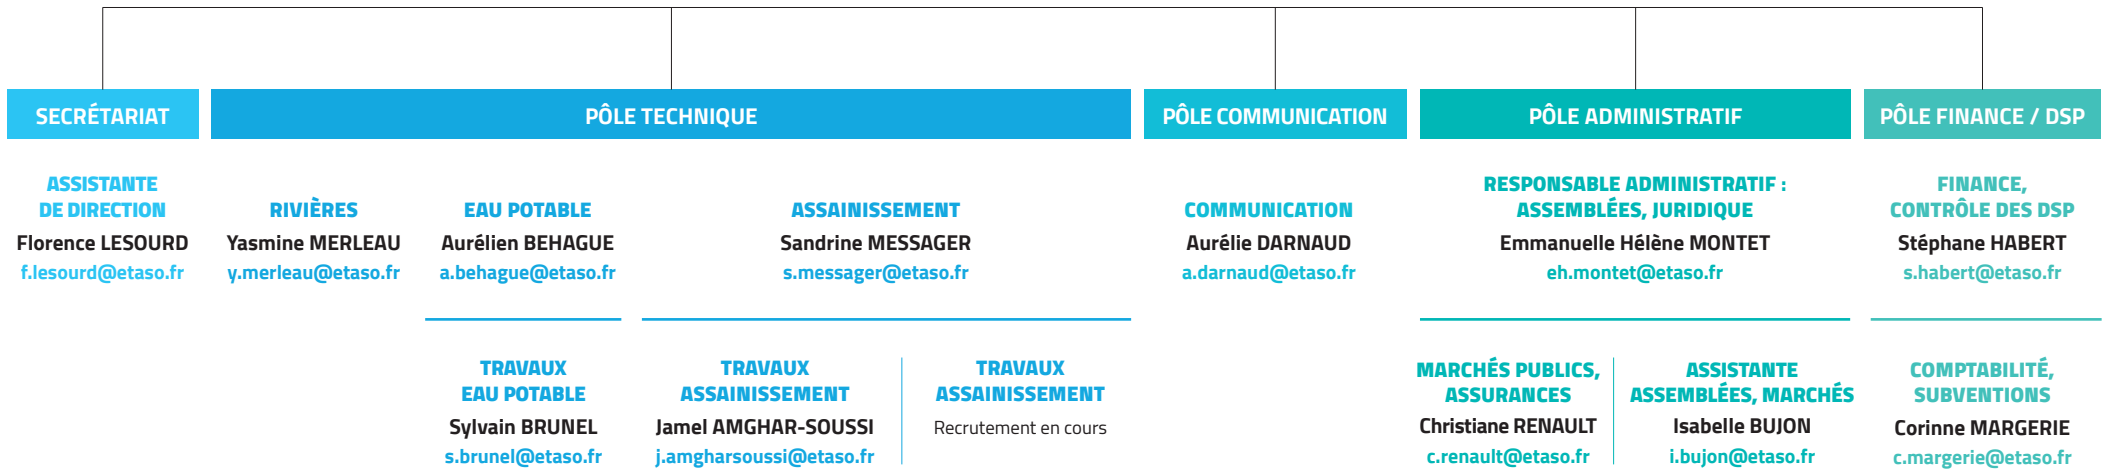 SECRÉTARIAT
ASSISTANTE
DE DIRECTION
Florence LESOURD
f.lesourd@etaso.fr
PÔLE TECHNIQUE
RIVIÈRES
Yasmine MERLEAU
y.merleau@etaso.fr
EAU POTABLE
Aurélien BEHAGUE
a.behague@etaso.fr
TRAVAUX
EAU POTABLE
Sylvain BRUNEL
s.brunel@etaso.fr
ASSAINISSEMENT
Sandrine MESSAGER
s.messager@etaso.fr
TRAVAUX
ASSAINISSEMENT
Jamel AMGHAR-SOUSSI
j.amgharsoussi@etaso.fr
TRAVAUX
ASSAINISSEMENT
Recrutement en cours
PÔLE COMMUNICATION
COMMUNICATION
Aurélie DARNAUD
a.darnaud@etaso.fr
PÔLE ADMINISTRATIF
RESPONSABLE ADMINISTRATIF :
ASSEMBLÉES, JURIDIQUE
Emmanuelle Hélène MONTET
eh.montet@etaso.fr
MARCHÉS PUBLICS,
ASSURANCES
Christiane RENAULT
c.renault@etaso.fr
ASSISTANTE
ASSEMBLÉES, MARCHÉS
Isabelle BUJON
i.bujon@etaso.fr
PÔLE FINANCE / DSP
FINANCE,
CONTRÔLE DES DSP
Stéphane HABERT
s.habert@etaso.fr
COMPTABILITÉ,
SUBVENTIONS
Corinne MARGERIE
c.margerie@etaso.fr